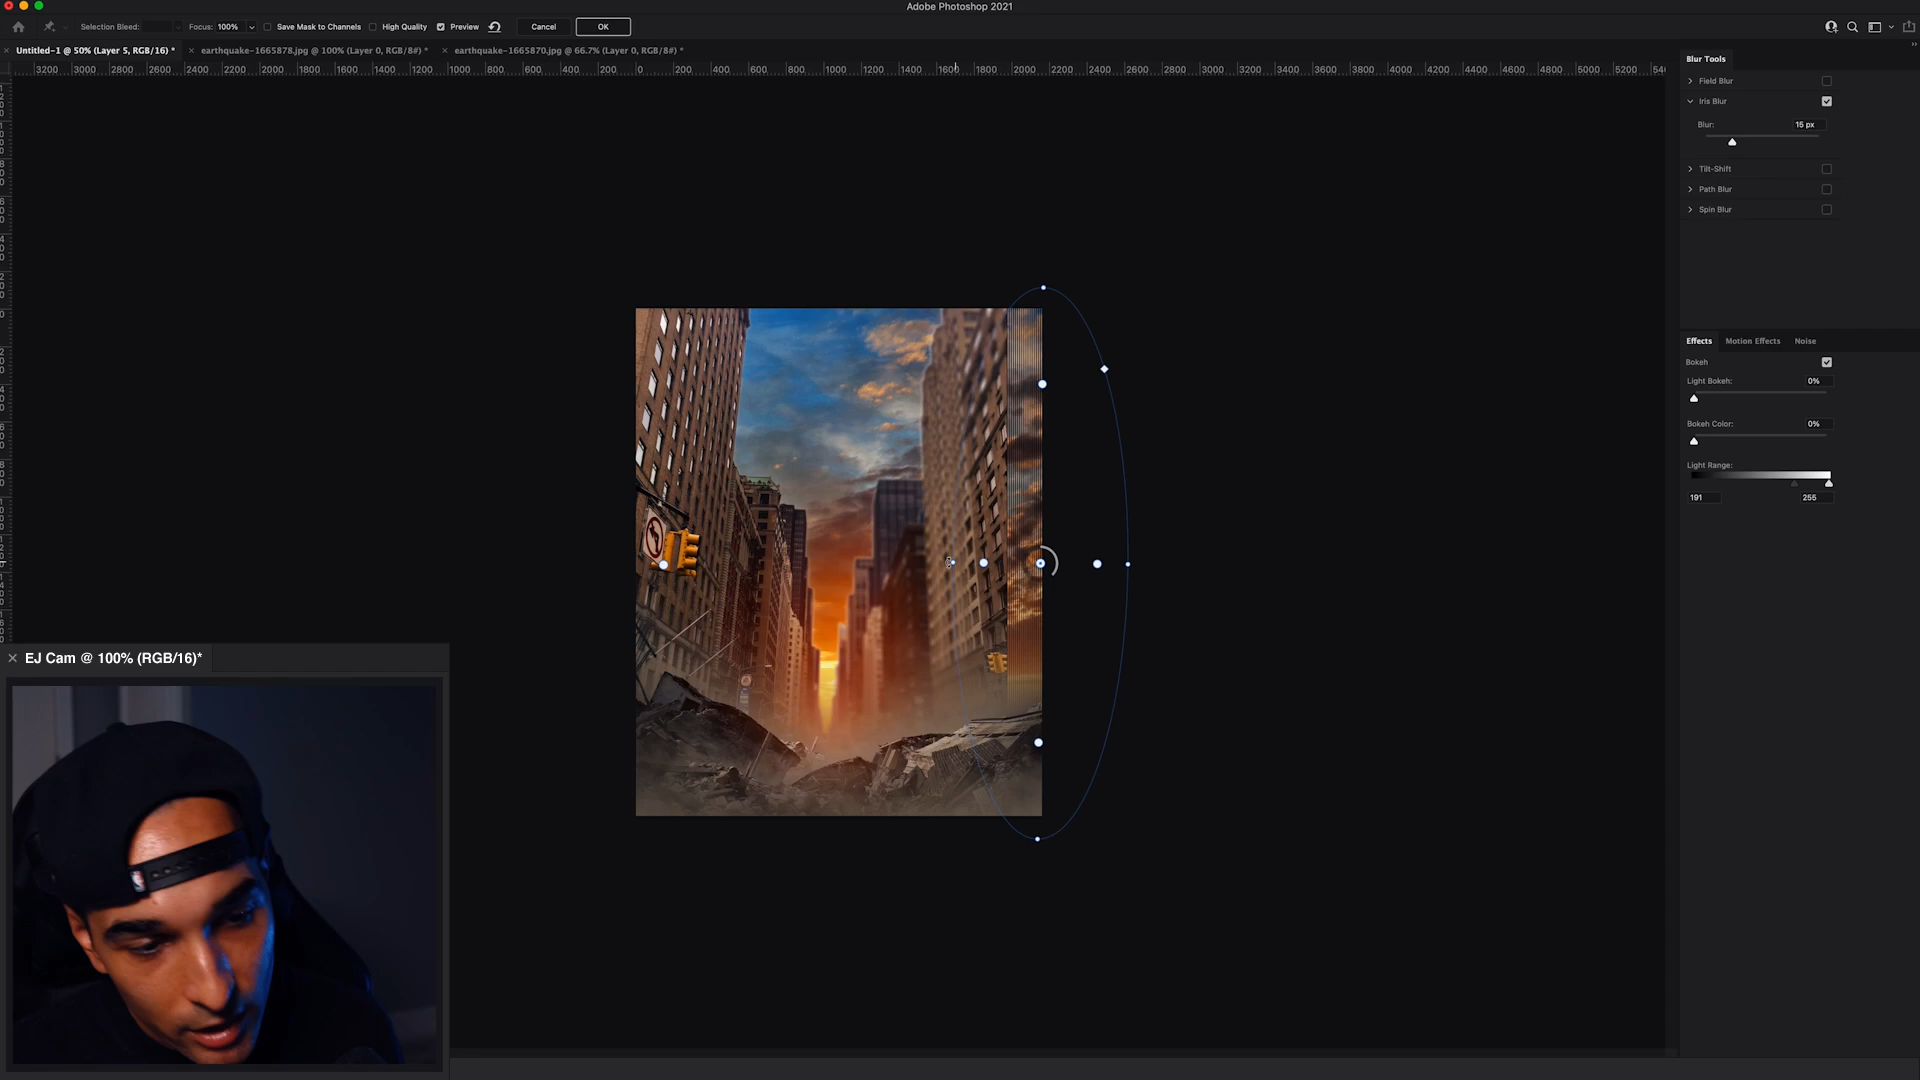 Adobe Photoshop 2021
Selection Bleed: Focus: 100% Save Mask to Channels High Quality Preview Cancel OK
Untitled-1 @ 50% (Layer 5, RGB/16) * earthquake-1665878.jpg @ 100% (Layer 0, RGB/8#) * earthquake-1665870.jpg @ 66.7% (Layer 0, RGB/8#) *
3200 3000 2800 2600 2400 2200 2000 1800 1600 1400 1200 1000 800 600 400 200 0 200 400 600 800 1000 1200 1400 1600 1800 2000 2200 2400 2600 2800 3000 3200 3400 3600 3800 4000 4200 4400 4600 4800 5000 5200
Blur Tools
Field Blur
Iris Blur
Blur: 15 px
Tilt-Shift
Path Blur
Spin Blur
Effects Motion Effects Noise
Bokeh
Light Bokeh: 0%
Bokeh Color: 0%
Light Range:
191 255
EJ Cam @ 100% (RGB/16)*